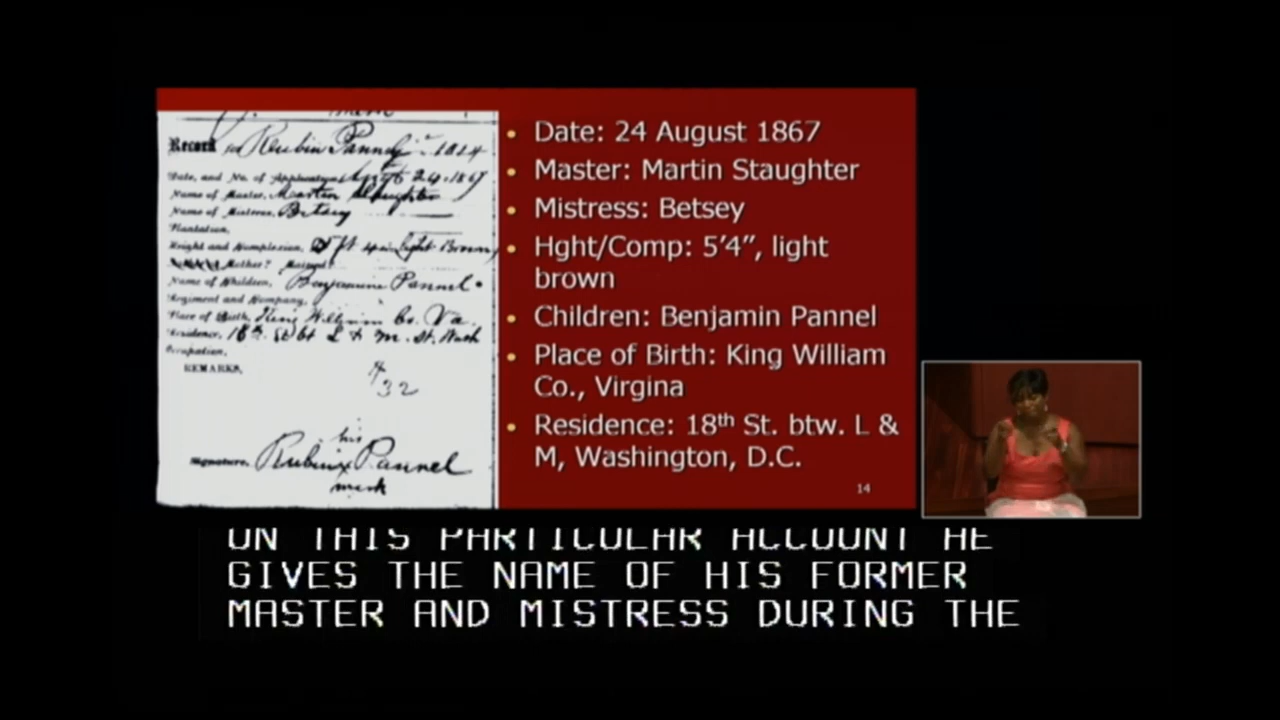 Record for Rubin Pannel 1024
Date, and No. of Application, Augt 24. 1867
Name of Master, Martin Slaughter
Name of Mistress, Betsey
Plantation,
Height and Complexion, 5 ft 4 in Light Brown
Mother? Married?
Name of Children, Benjamine Pannel
Regiment and Company,
Place of Birth, King William Co. Va.
Residence, 18th St bt L & M. St. Wash
Occupation,
REMARKS,
4/32
his
Signature, Rubin x Pannel
mark
• Date: 24 August 1867
• Master: Martin Staughter
• Mistress: Betsey
• Hght/Comp: 5’4”, light
brown
• Children: Benjamin Pannel
• Place of Birth: King William
Co., Virgina
• Residence: 18th St. btw. L &
M, Washington, D.C.
14
ON THIS PARTICULAR ACCOUNT HE
GIVES THE NAME OF HIS FORMER
MASTER AND MISTRESS DURING THE